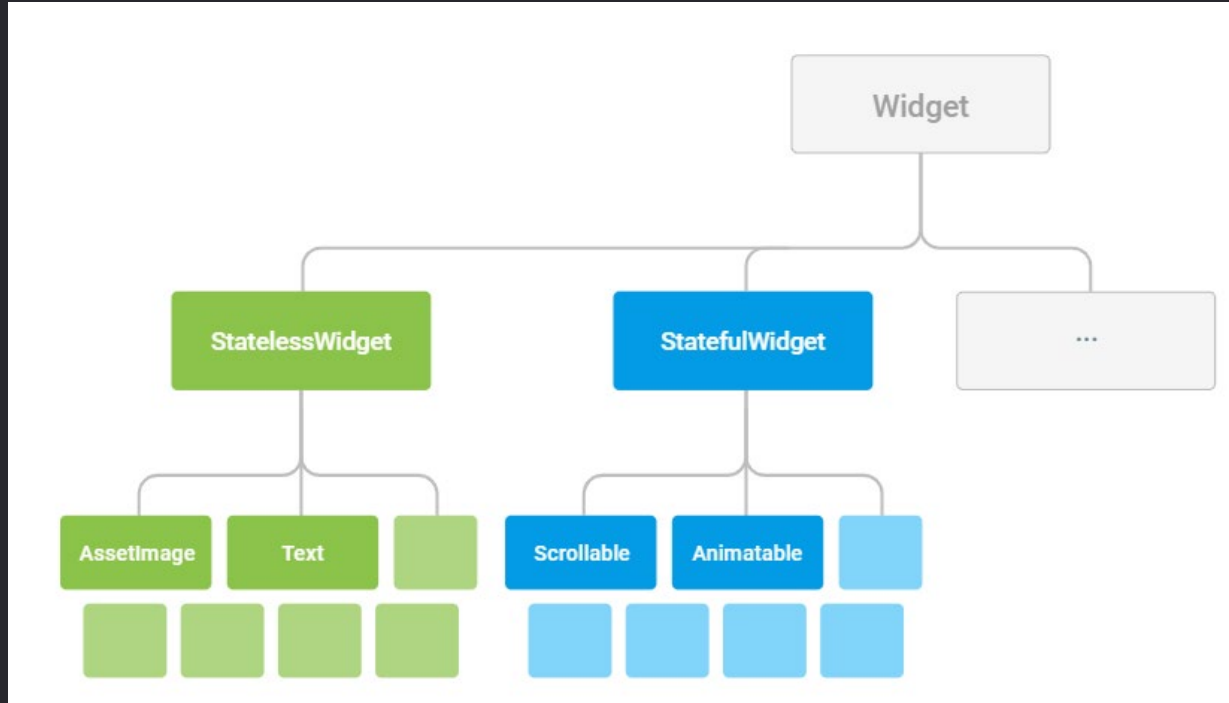 Widget
StatelessWidget
StatefulWidget
...
AssetImage
Text
Scrollable
Animatable